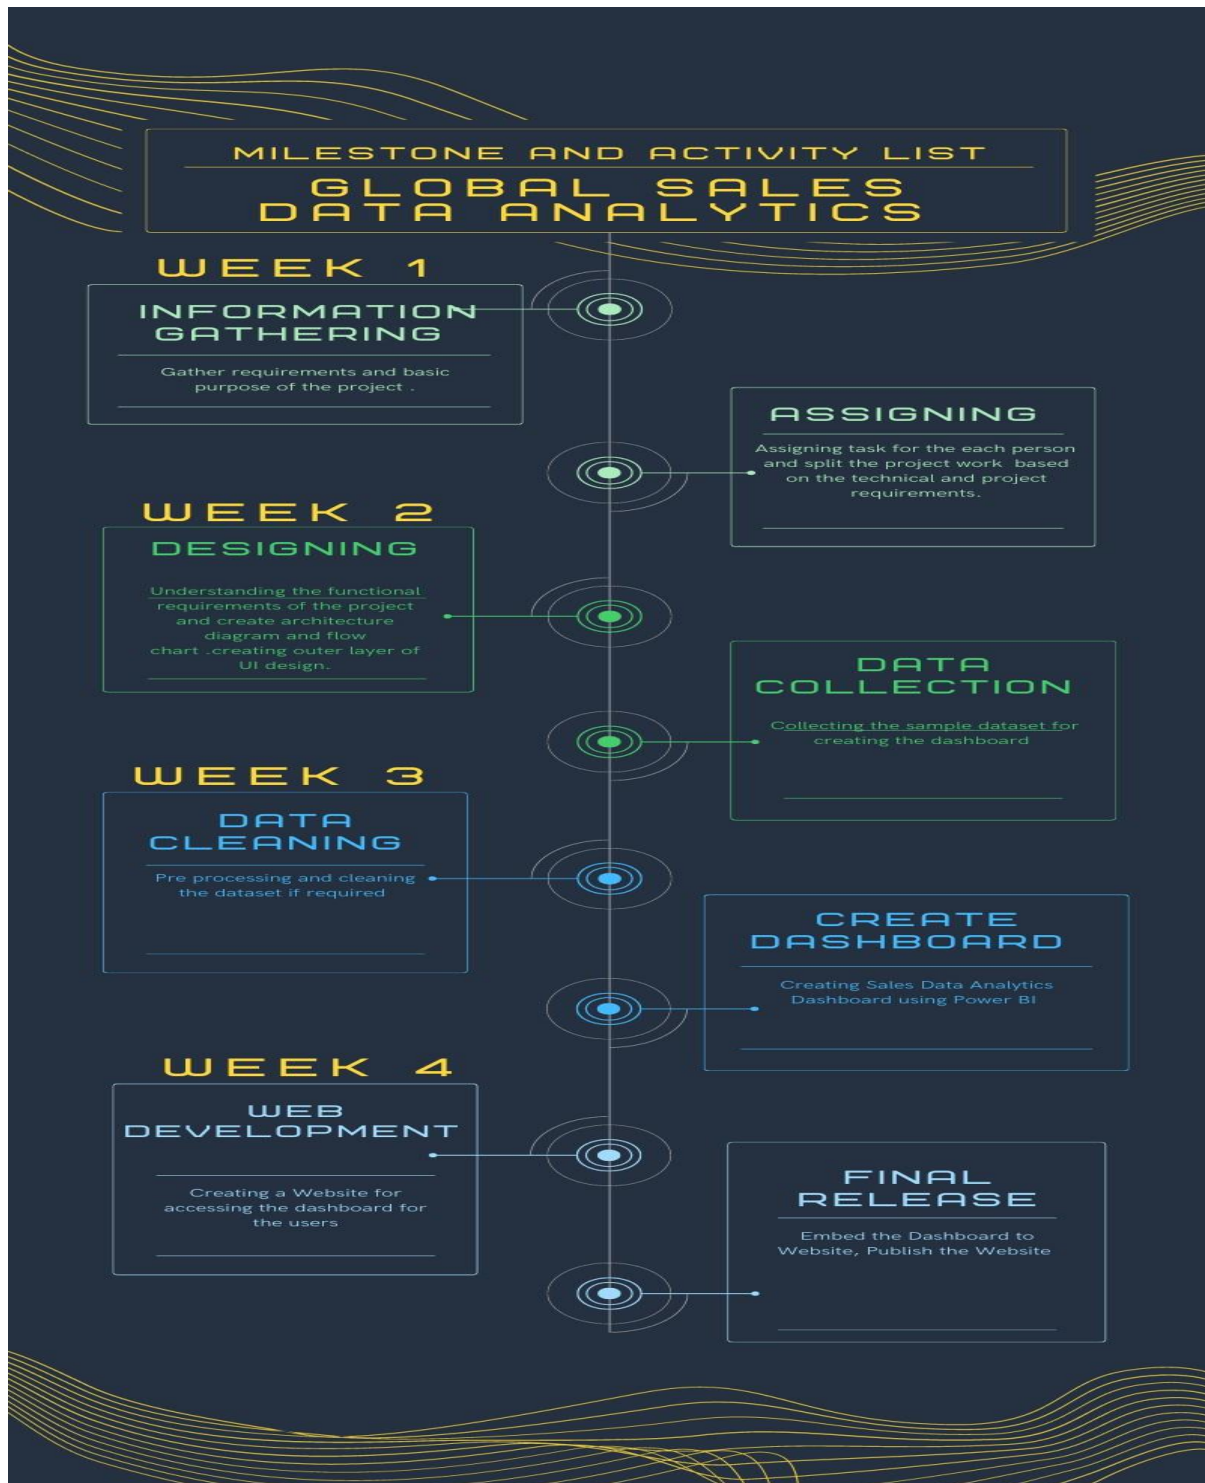 MILESTONE AND ACTIVITY LIST
GLOBAL SALES
DATA ANALYTICS
WEEK 1
INFORMATION
GATHERING
Gather requirements and basic
purpose of the project .
ASSIGNING
Assigning task for the each person
and split the project work based
on the technical and project
requirements.
WEEK 2
DESIGNING
Understanding the functional
requirements of the project
and create architecture
diagram and flow
chart .creating outer layer of
UI design.
DATA
COLLECTION
Collecting the sample dataset for
creating the dashboard
WEEK 3
DATA
CLEANING
Pre processing and cleaning
the dataset if required
CREATE
DASHBOARD
Creating Sales Data Analytics
Dashboard using Power BI
WEEK 4
WEB
DEVELOPMENT
Creating a Website for
accessing the dashboard for
the users
FINAL
RELEASE
Embed the Dashboard to
Website, Publish the Website